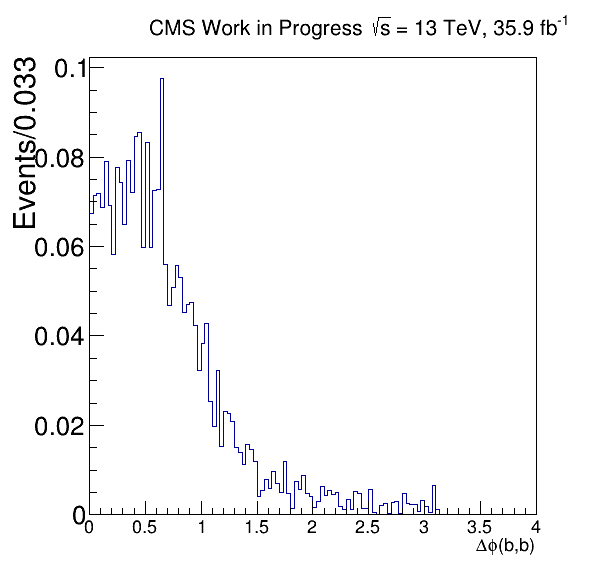 CMS Work in Progress √s = 13 TeV, 35.9 fb⁻¹
Events/0.033
0.1
0.08
0.06
0.04
0.02
0
0 0.5 1 1.5 2 2.5 3 3.5 4
Δϕ(b,b)